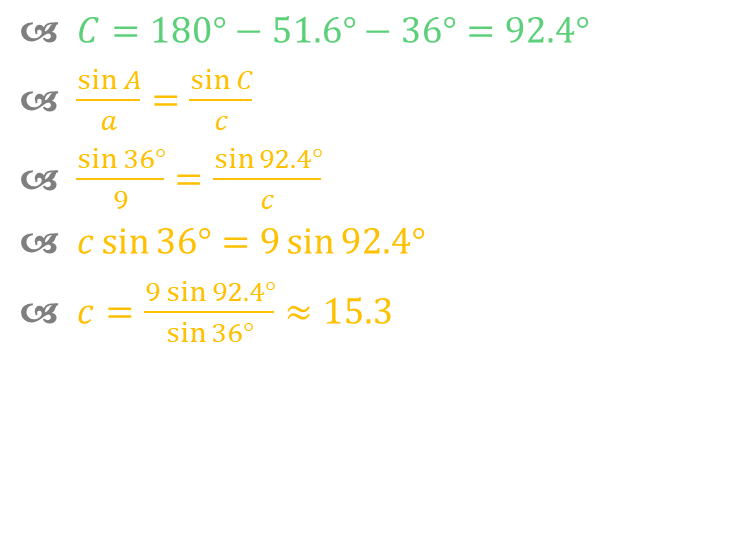 C = 180° − 51.6° − 36° = 92.4°
sin A / a = sin C / c
sin 36° / 9 = sin 92.4° / c
c sin 36° = 9 sin 92.4°
c = 9 sin 92.4° / sin 36° ≈ 15.3